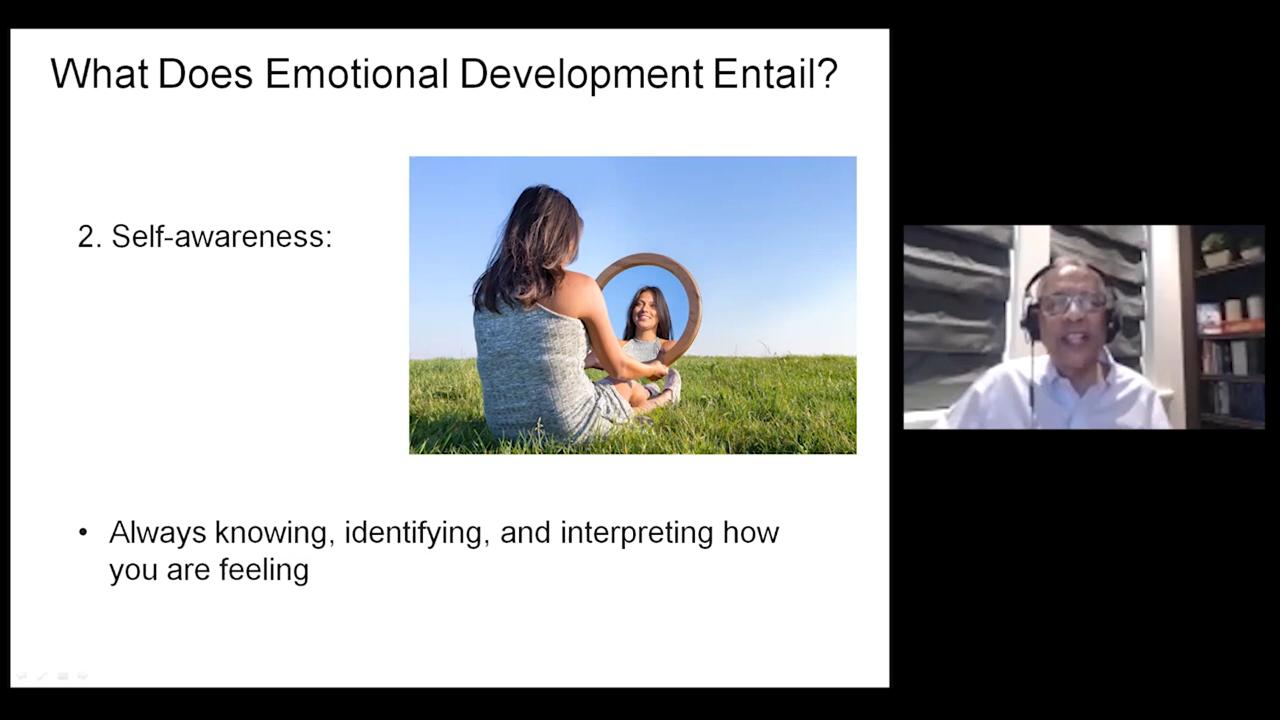 What Does Emotional Development Entail?
2. Self-awareness:
• Always knowing, identifying, and interpreting how
you are feeling